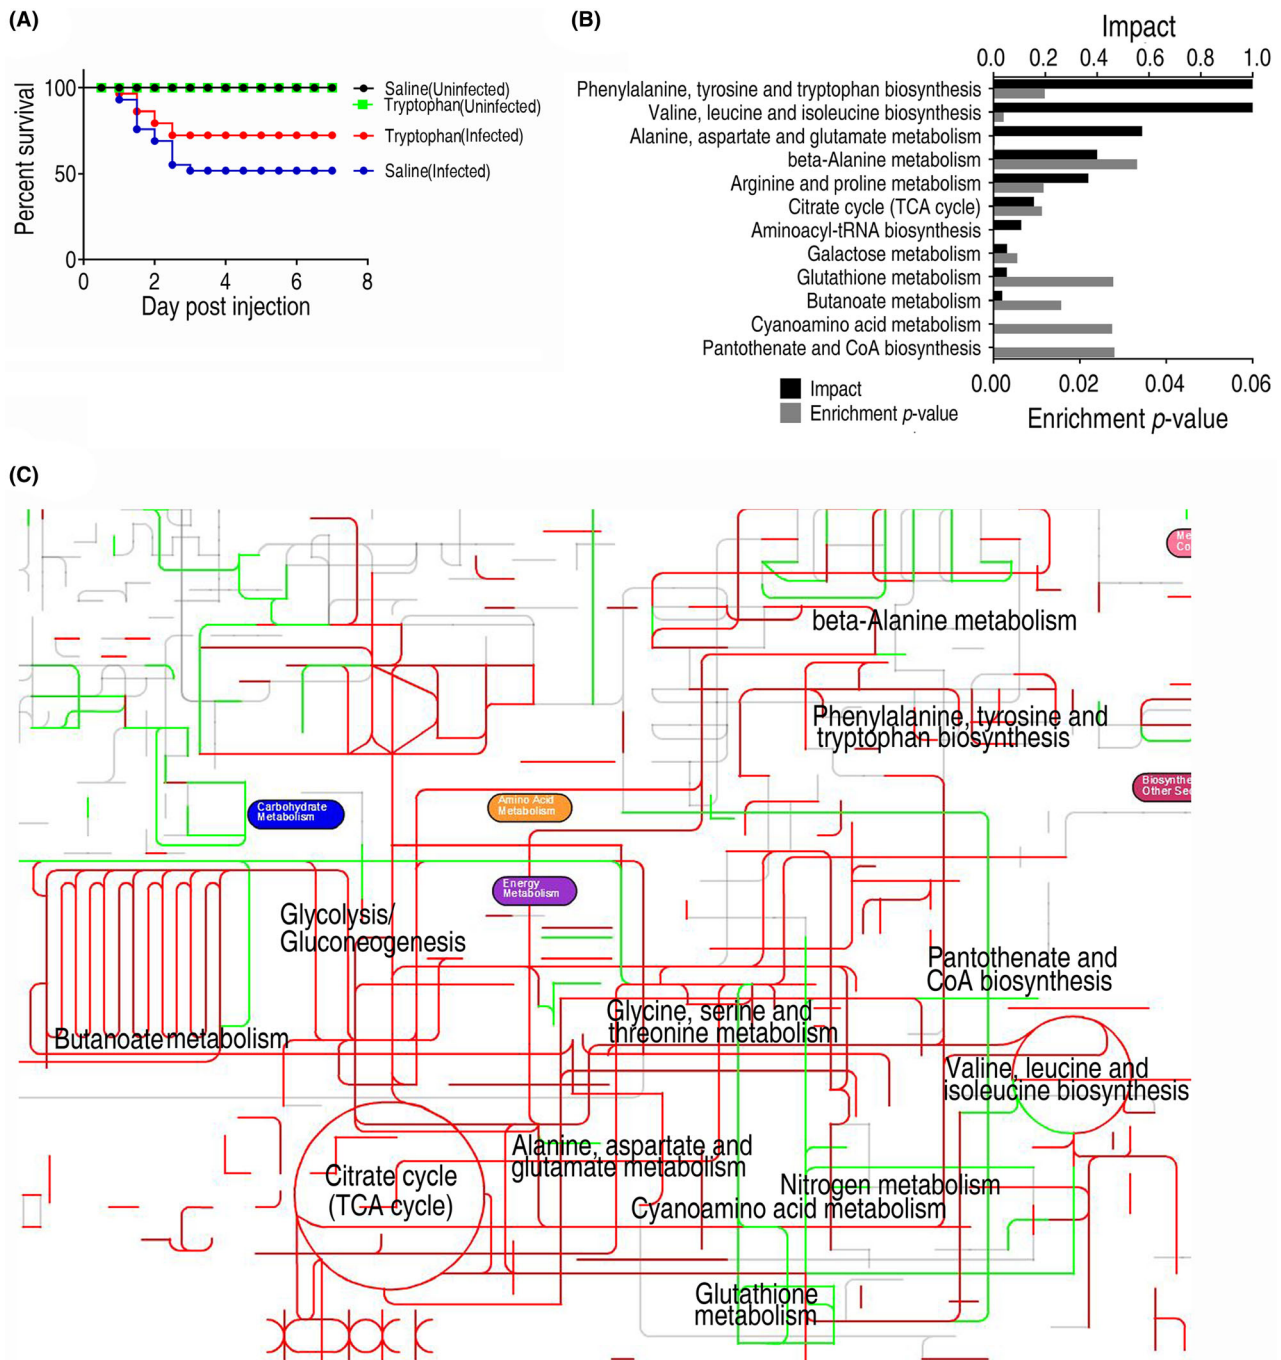 (A)
Percent survival
100
50
0
0 2 4 6 8
Day post injection
Saline(Uninfected)
Tryptophan(Uninfected)
Tryptophan(Infected)
Saline(Infected)
(B)
Impact
0.0 0.2 0.4 0.6 0.8 1.0
Phenylalanine, tyrosine and tryptophan biosynthesis
Valine, leucine and isoleucine biosynthesis
Alanine, aspartate and glutamate metabolism
beta-Alanine metabolism
Arginine and proline metabolism
Citrate cycle (TCA cycle)
Aminoacyl-tRNA biosynthesis
Galactose metabolism
Glutathione metabolism
Butanoate metabolism
Cyanoamino acid metabolism
Pantothenate and CoA biosynthesis
0.00 0.02 0.04 0.06
Enrichment p-value
Impact
Enrichment p-value
(C)
Me
Co
beta-Alanine metabolism
Phenylalanine, tyrosine and
tryptophan biosynthesis
Biosynthe
Other Sec
Carbohydrate
Metabolism
Amino Acid
Metabolism
Energy
Metabolism
Glycolysis/
Gluconeogenesis
Pantothenate and
CoA biosynthesis
Glycine, serine and
threonine metabolism
Butanoate metabolism
Valine, leucine and
isoleucine biosynthesis
Alanine, aspartate and
glutamate metabolism
Citrate cycle
(TCA cycle)
Nitrogen metabolism
Cyanoamino acid metabolism
Glutathione
metabolism